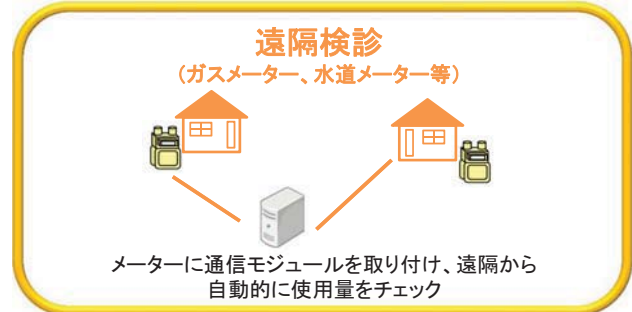 遠隔検診
（ガスメーター、水道メーター等）
メーターに通信モジュールを取り付け、遠隔から
自動的に使用量をチェック